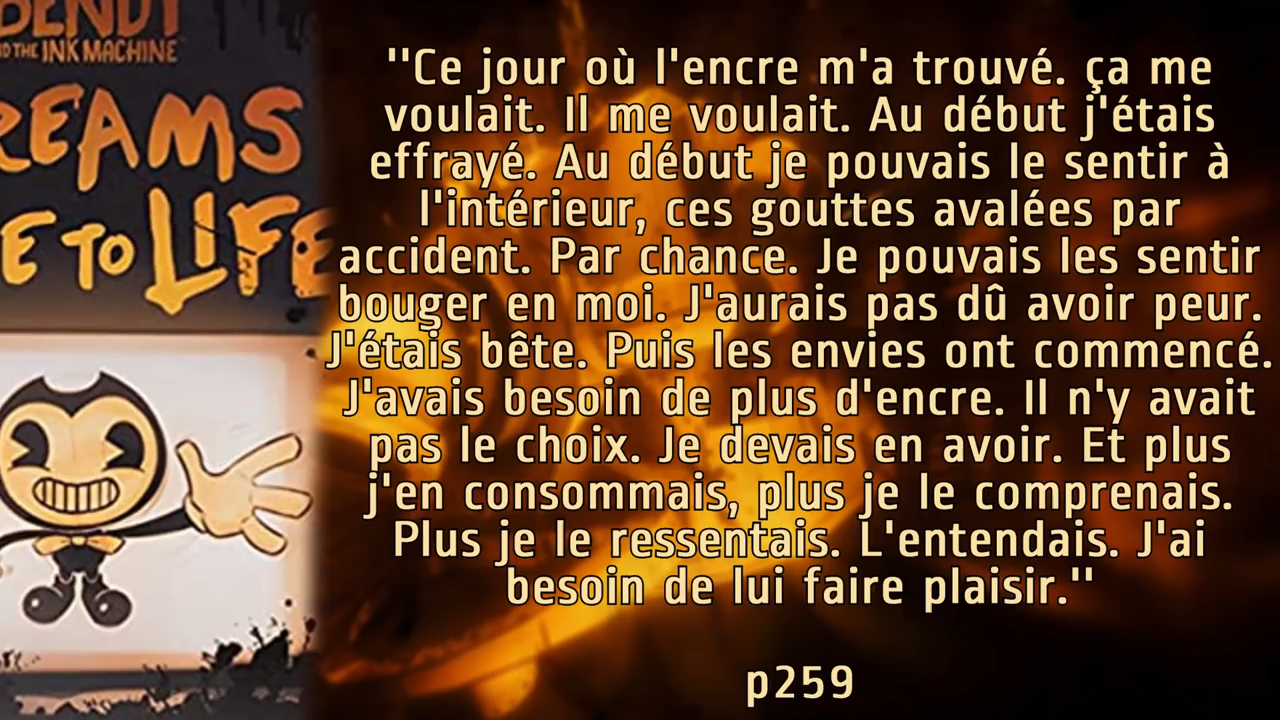 BENDY
AND THE INK MACHINE
REAMS
E TO LIFE
"Ce jour où l'encre m'a trouvé. ça me
voulait. Il me voulait. Au début j'étais
effrayé. Au début je pouvais le sentir à
l'intérieur, ces gouttes avalées par
accident. Par chance. Je pouvais les sentir
bouger en moi. J'aurais pas dû avoir peur.
J'étais bête. Puis les envies ont commencé.
J'avais besoin de plus d'encre. Il n'y avait
pas le choix. Je devais en avoir. Et plus
j'en consommais, plus je le comprenais.
Plus je le ressentais. L'entendais. J'ai
besoin de lui faire plaisir."
p259